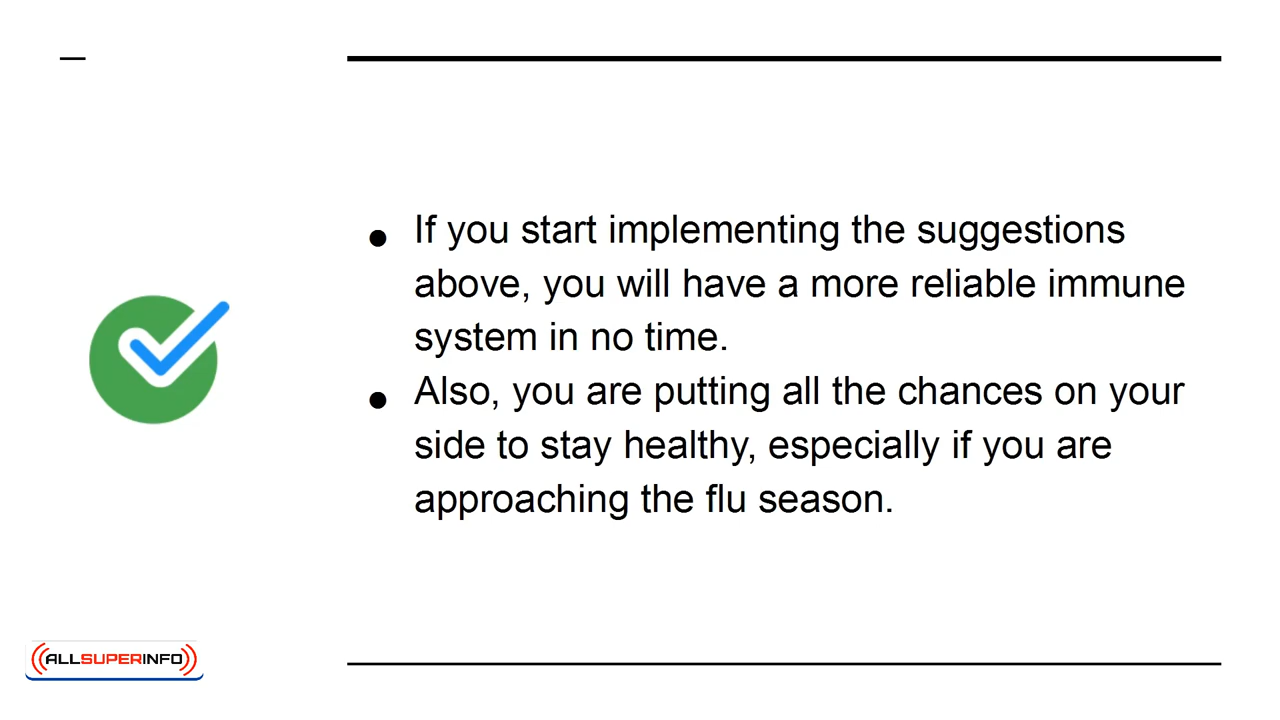 If you start implementing the suggestions
above, you will have a more reliable immune
system in no time.
Also, you are putting all the chances on your
side to stay healthy, especially if you are
approaching the flu season.
ALLSUPERINFO